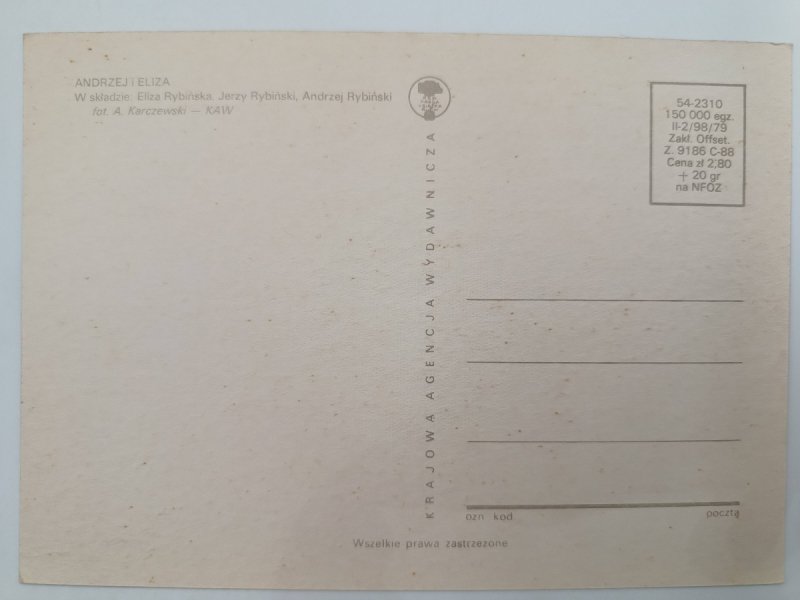 ANDRZEJ I ELIZA
W składzie: Eliza Rybińska, Jerzy Rybiński, Andrzej Rybiński
fot. A. Karczewski — KAW
KRAJOWA AGENCJA WYDAWNICZA
54-2310
150 000 egz.
II-2/98/79
Zakł. Offset.
Z. 9186 C-88
Cena zł 2,80
+ 20 gr
na NFOZ
ozn kod
poczta
Wszelkie prawa zastrzeżone